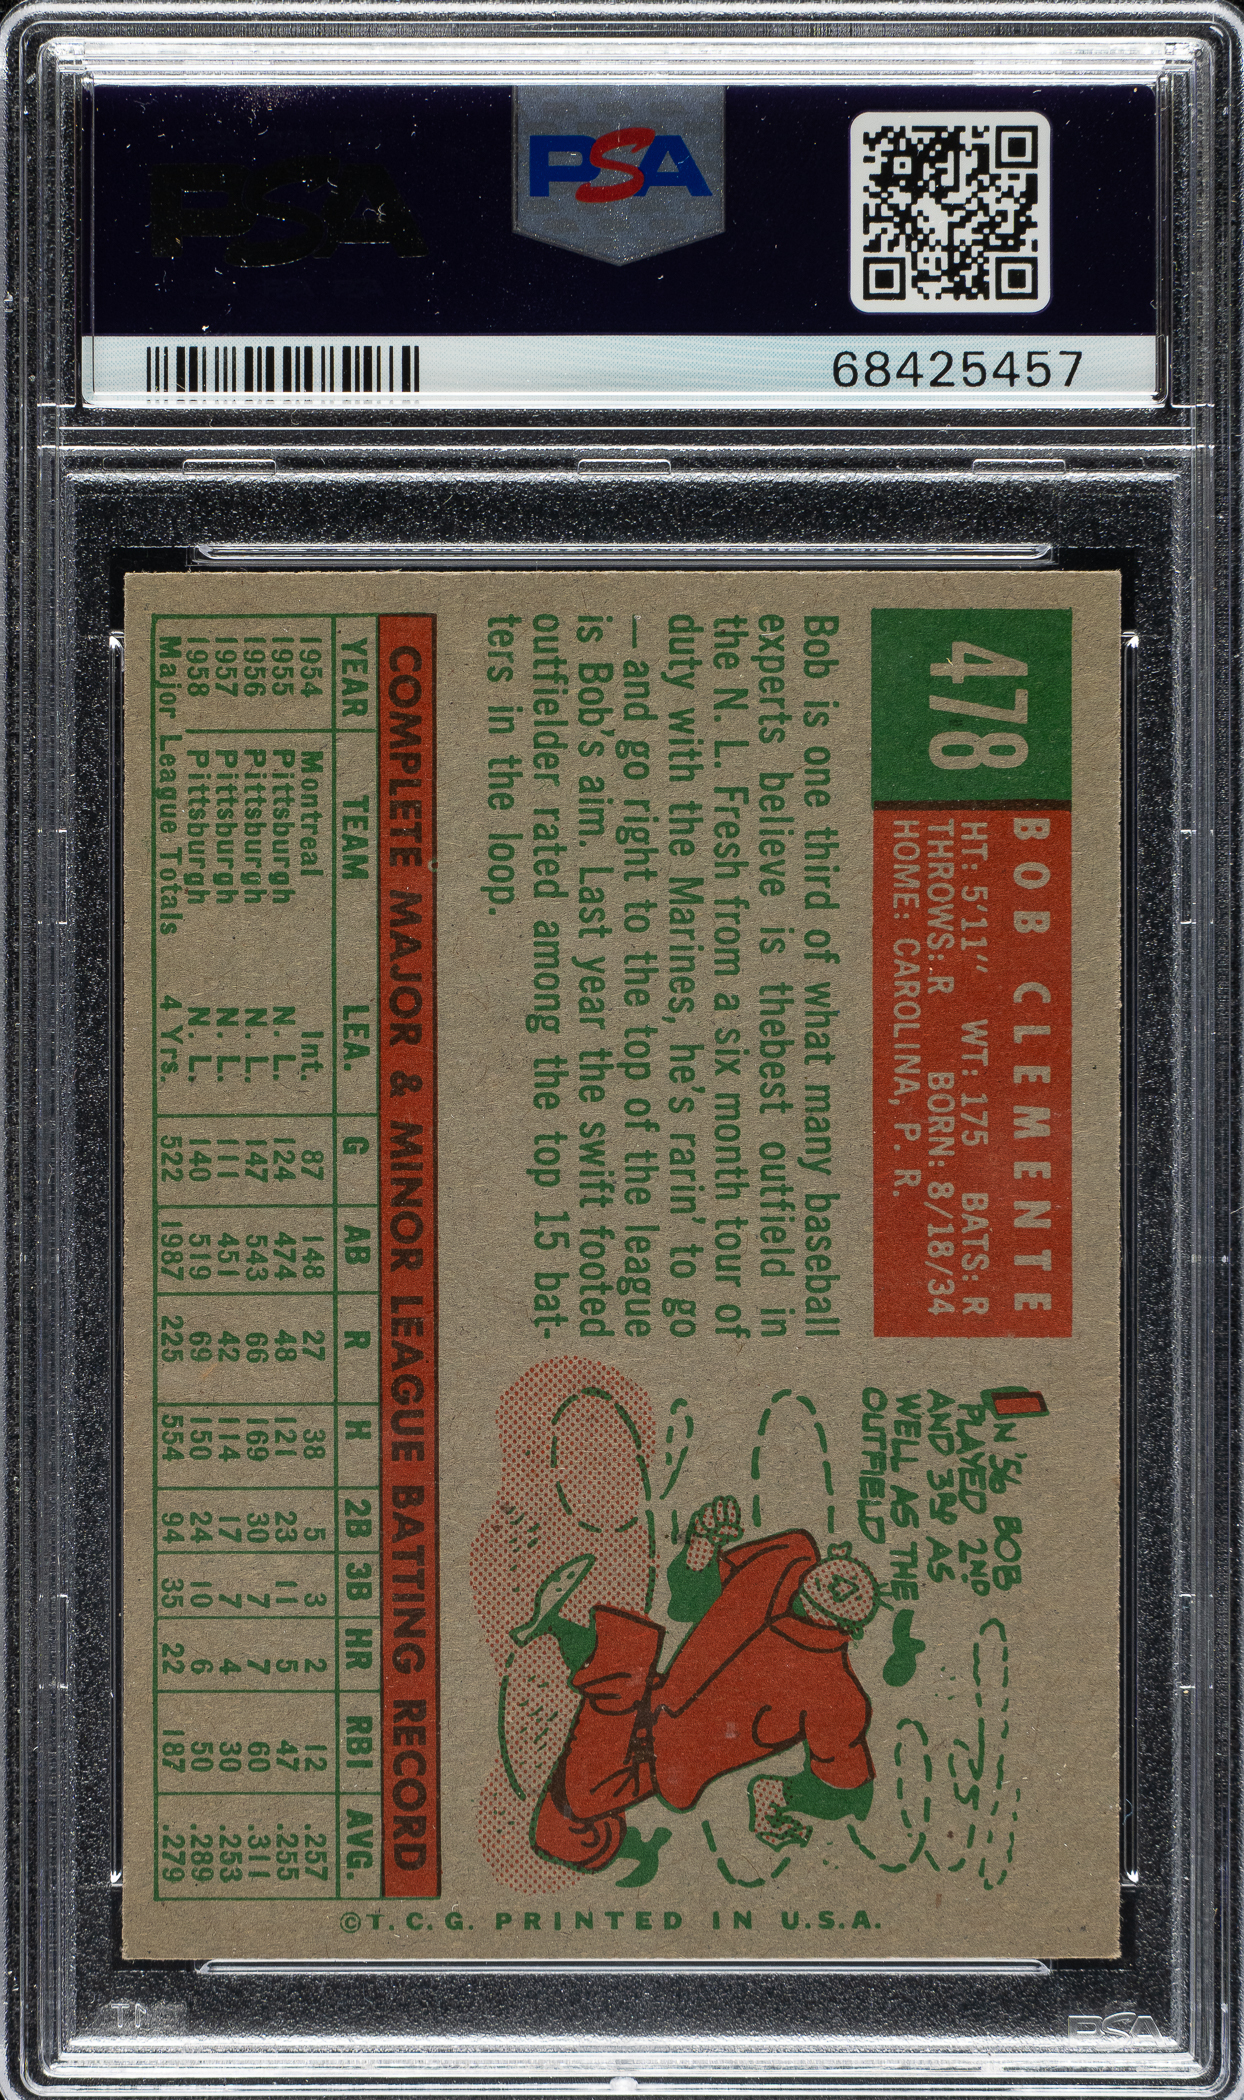 PSA
PSA
68425457
478
BOB CLEMENTE
HT: 5'11" WT: 175 BATS: R
THROWS: R BORN: 8/18/34
HOME: CAROLINA, P. R.
Bob is one third of what many baseball
experts believe is thebest outfield in
the N. L. Fresh from a six month tour of
duty with the Marines, he's rarin' to go
— and go right to the top of the league
is Bob's aim. Last year the swift footed
outfielder rated among the top 15 bat-
ters in the loop.
IN '56 BOB
PLAYED 2ND
AND 3RD AS
WELL AS THE
OUTFIELD
COMPLETE MAJOR & MINOR LEAGUE BATTING RECORD
YEAR TEAM LEA. G AB R H 2B 3B HR RBI AVG.
1954 Montreal Int. 87 148 27 38 5 3 2 12 .257
1955 Pittsburgh N. L. 124 474 48 121 23 11 5 47 .255
1956 Pittsburgh N. L. 147 543 66 169 30 7 7 60 .311
1957 Pittsburgh N. L. 111 451 42 114 17 7 4 30 .253
1958 Pittsburgh N. L. 140 519 69 150 24 10 6 50 .289
Major League Totals 4 Yrs. 522 1987 225 554 94 35 22 187 .279
©T. C. G. PRINTED IN U.S.A.
PSA